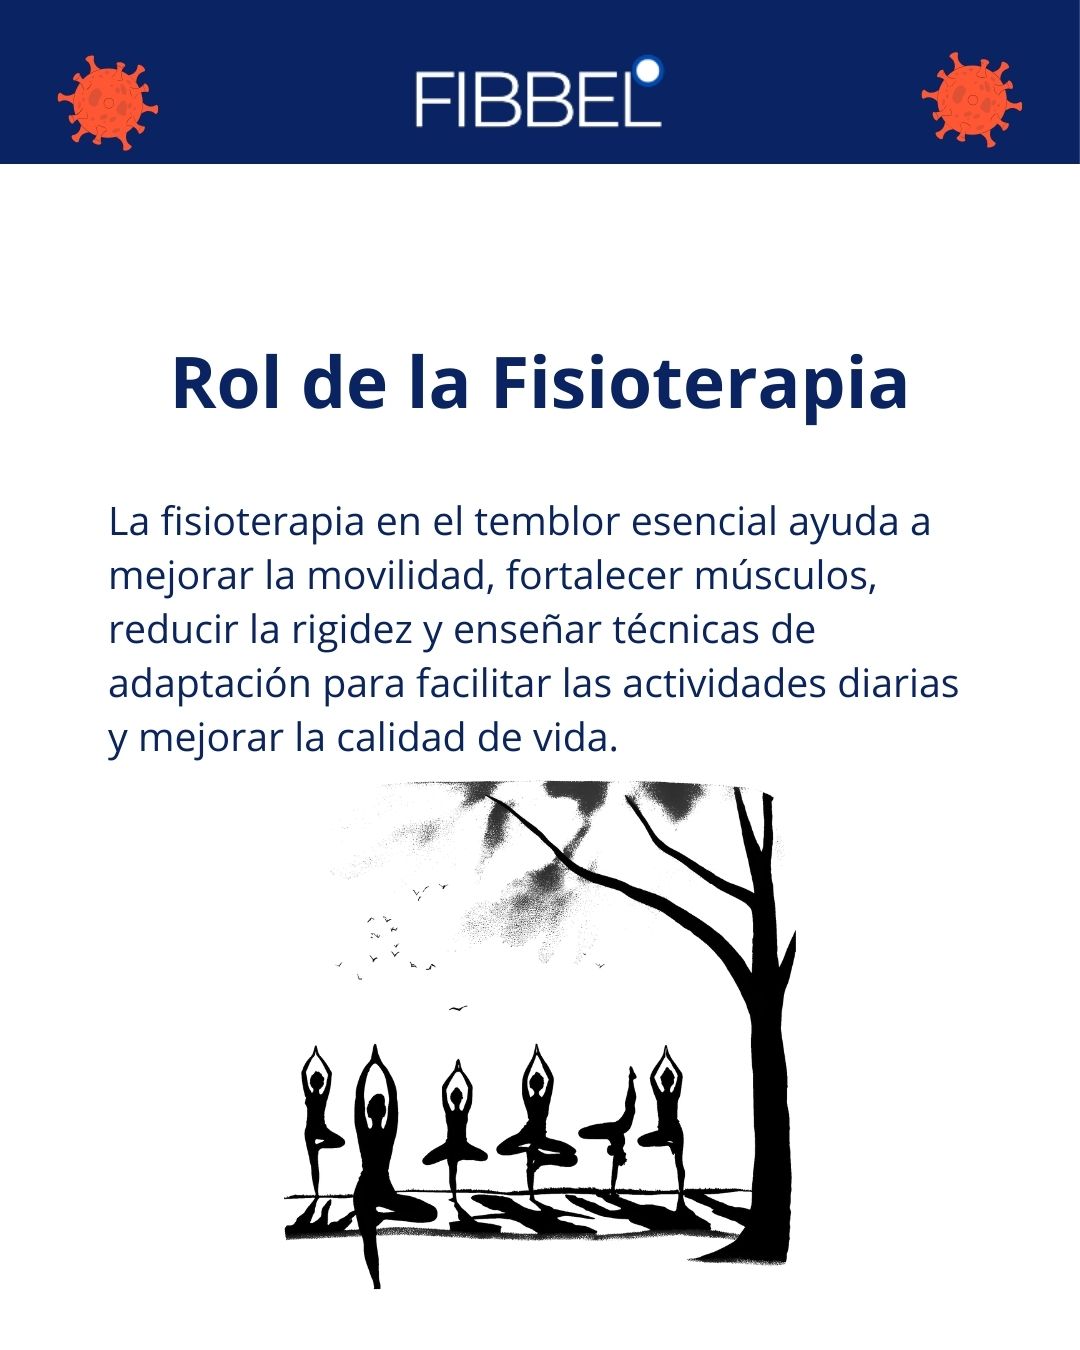 FIBBEL
Rol de la Fisioterapia
La fisioterapia en el temblor esencial ayuda a
mejorar la movilidad, fortalecer músculos,
reducir la rigidez y enseñar técnicas de
adaptación para facilitar las actividades diarias
y mejorar la calidad de vida.